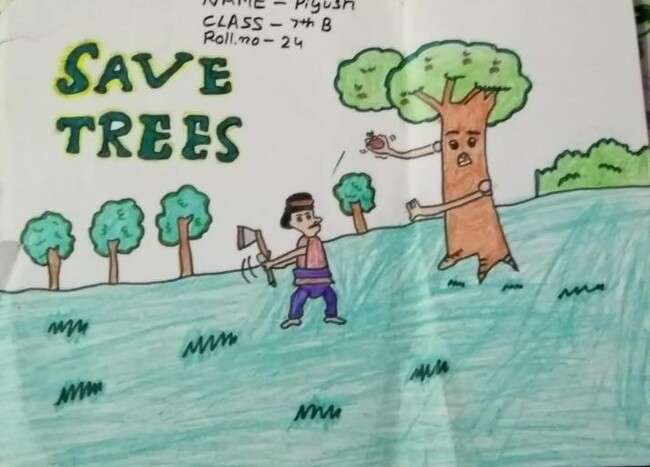 NAME - Piyush
CLASS - 7th B
Roll.no - 24
SAVE
TREES